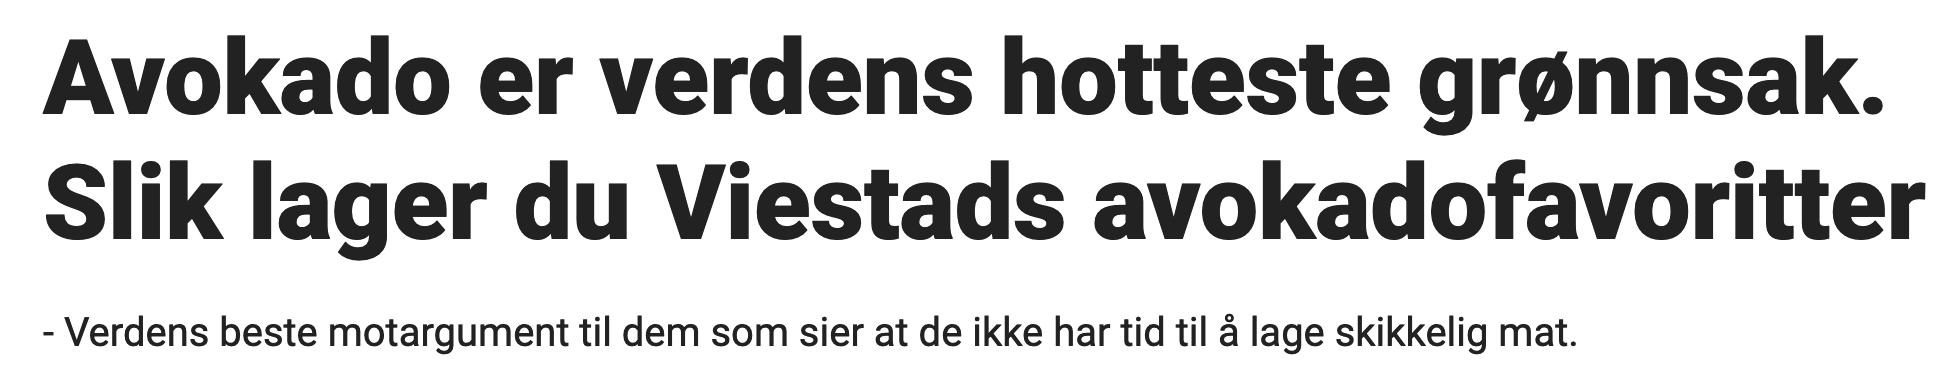 Avokado er verdens hotteste grønnsak.
Slik lager du Viestads avokadofavoritter
- Verdens beste motargument til dem som sier at de ikke har tid til å lage skikkelig mat.